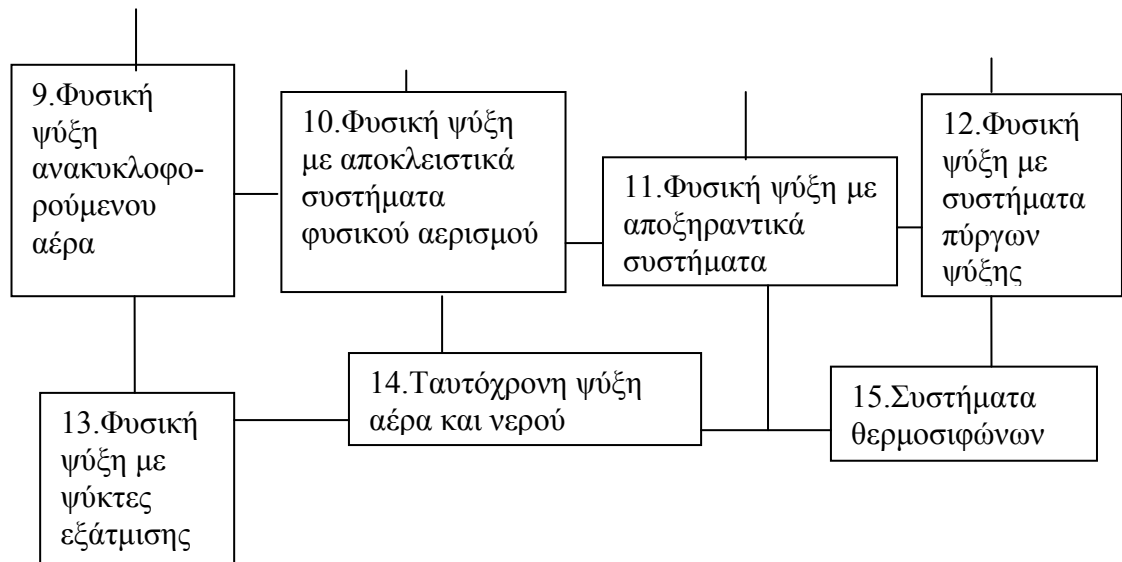 9.Φυσική
ψύξη
ανακυκλοφο-
ρούμενου
αέρα
10.Φυσική ψύξη
με αποκλειστικά
συστήματα
φυσικού αερισμού
11.Φυσική ψύξη με
αποξηραντικά
συστήματα
12.Φυσική
ψύξη με
συστήματα
πύργων
ψύξης
13.Φυσική
ψύξη με
ψύκτες
εξάτμισης
14.Ταυτόχρονη ψύξη
αέρα και νερού
15.Συστήματα
θερμοσιφώνων